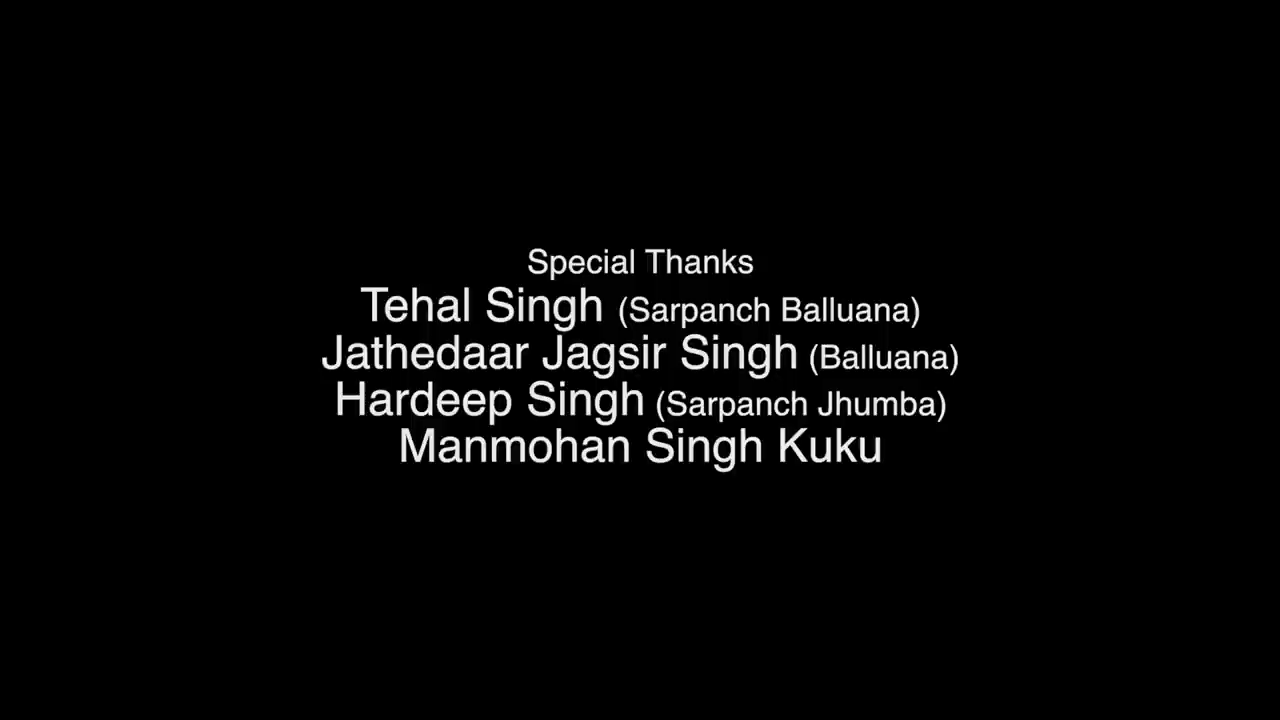 Special Thanks
Tehal Singh (Sarpanch Balluana)
Jathedaar Jagsir Singh (Balluana)
Hardeep Singh (Sarpanch Jhumba)
Manmohan Singh Kuku